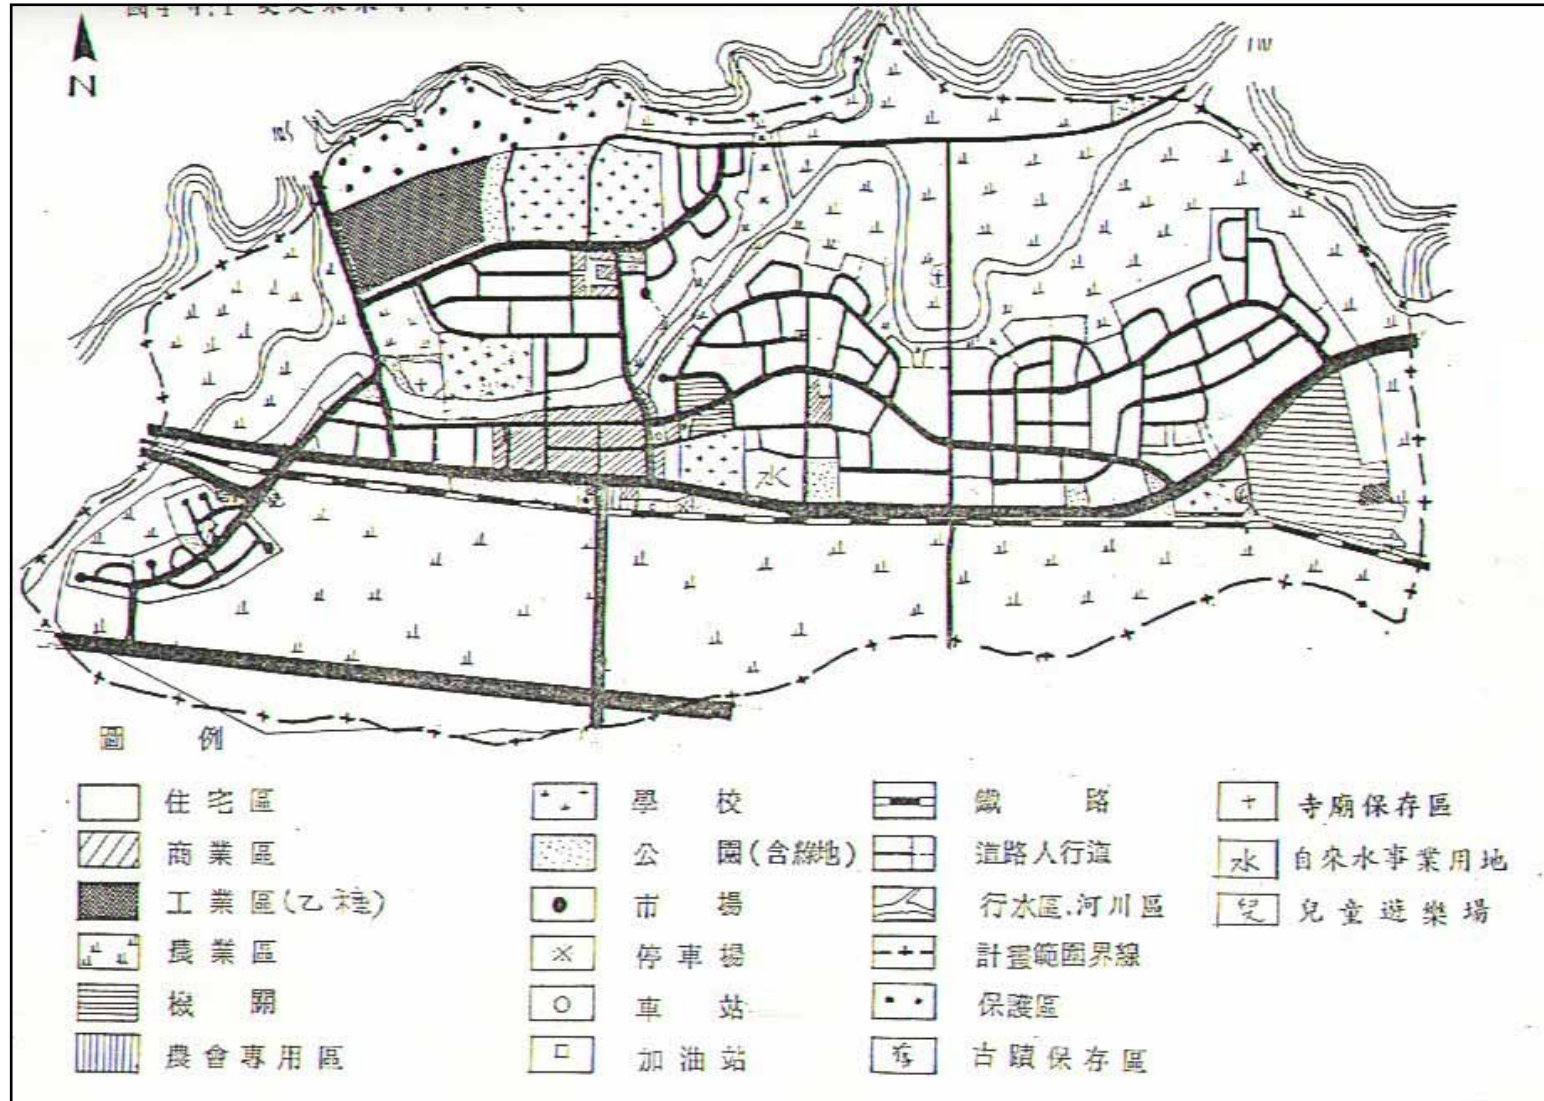 N
水
兒
圖 例
住宅區
商業區
工業區(乙種)
農業區
機 關
農會專用區
學 校
公 園(含綠地)
市 場
停車場
車 站
加油站
鐵 路
道路人行道
行水區.河川區
計畫範圍界線
保護區
存 古蹟保存區
寺廟保存區
水 自來水事業用地
兒 兒童遊樂場